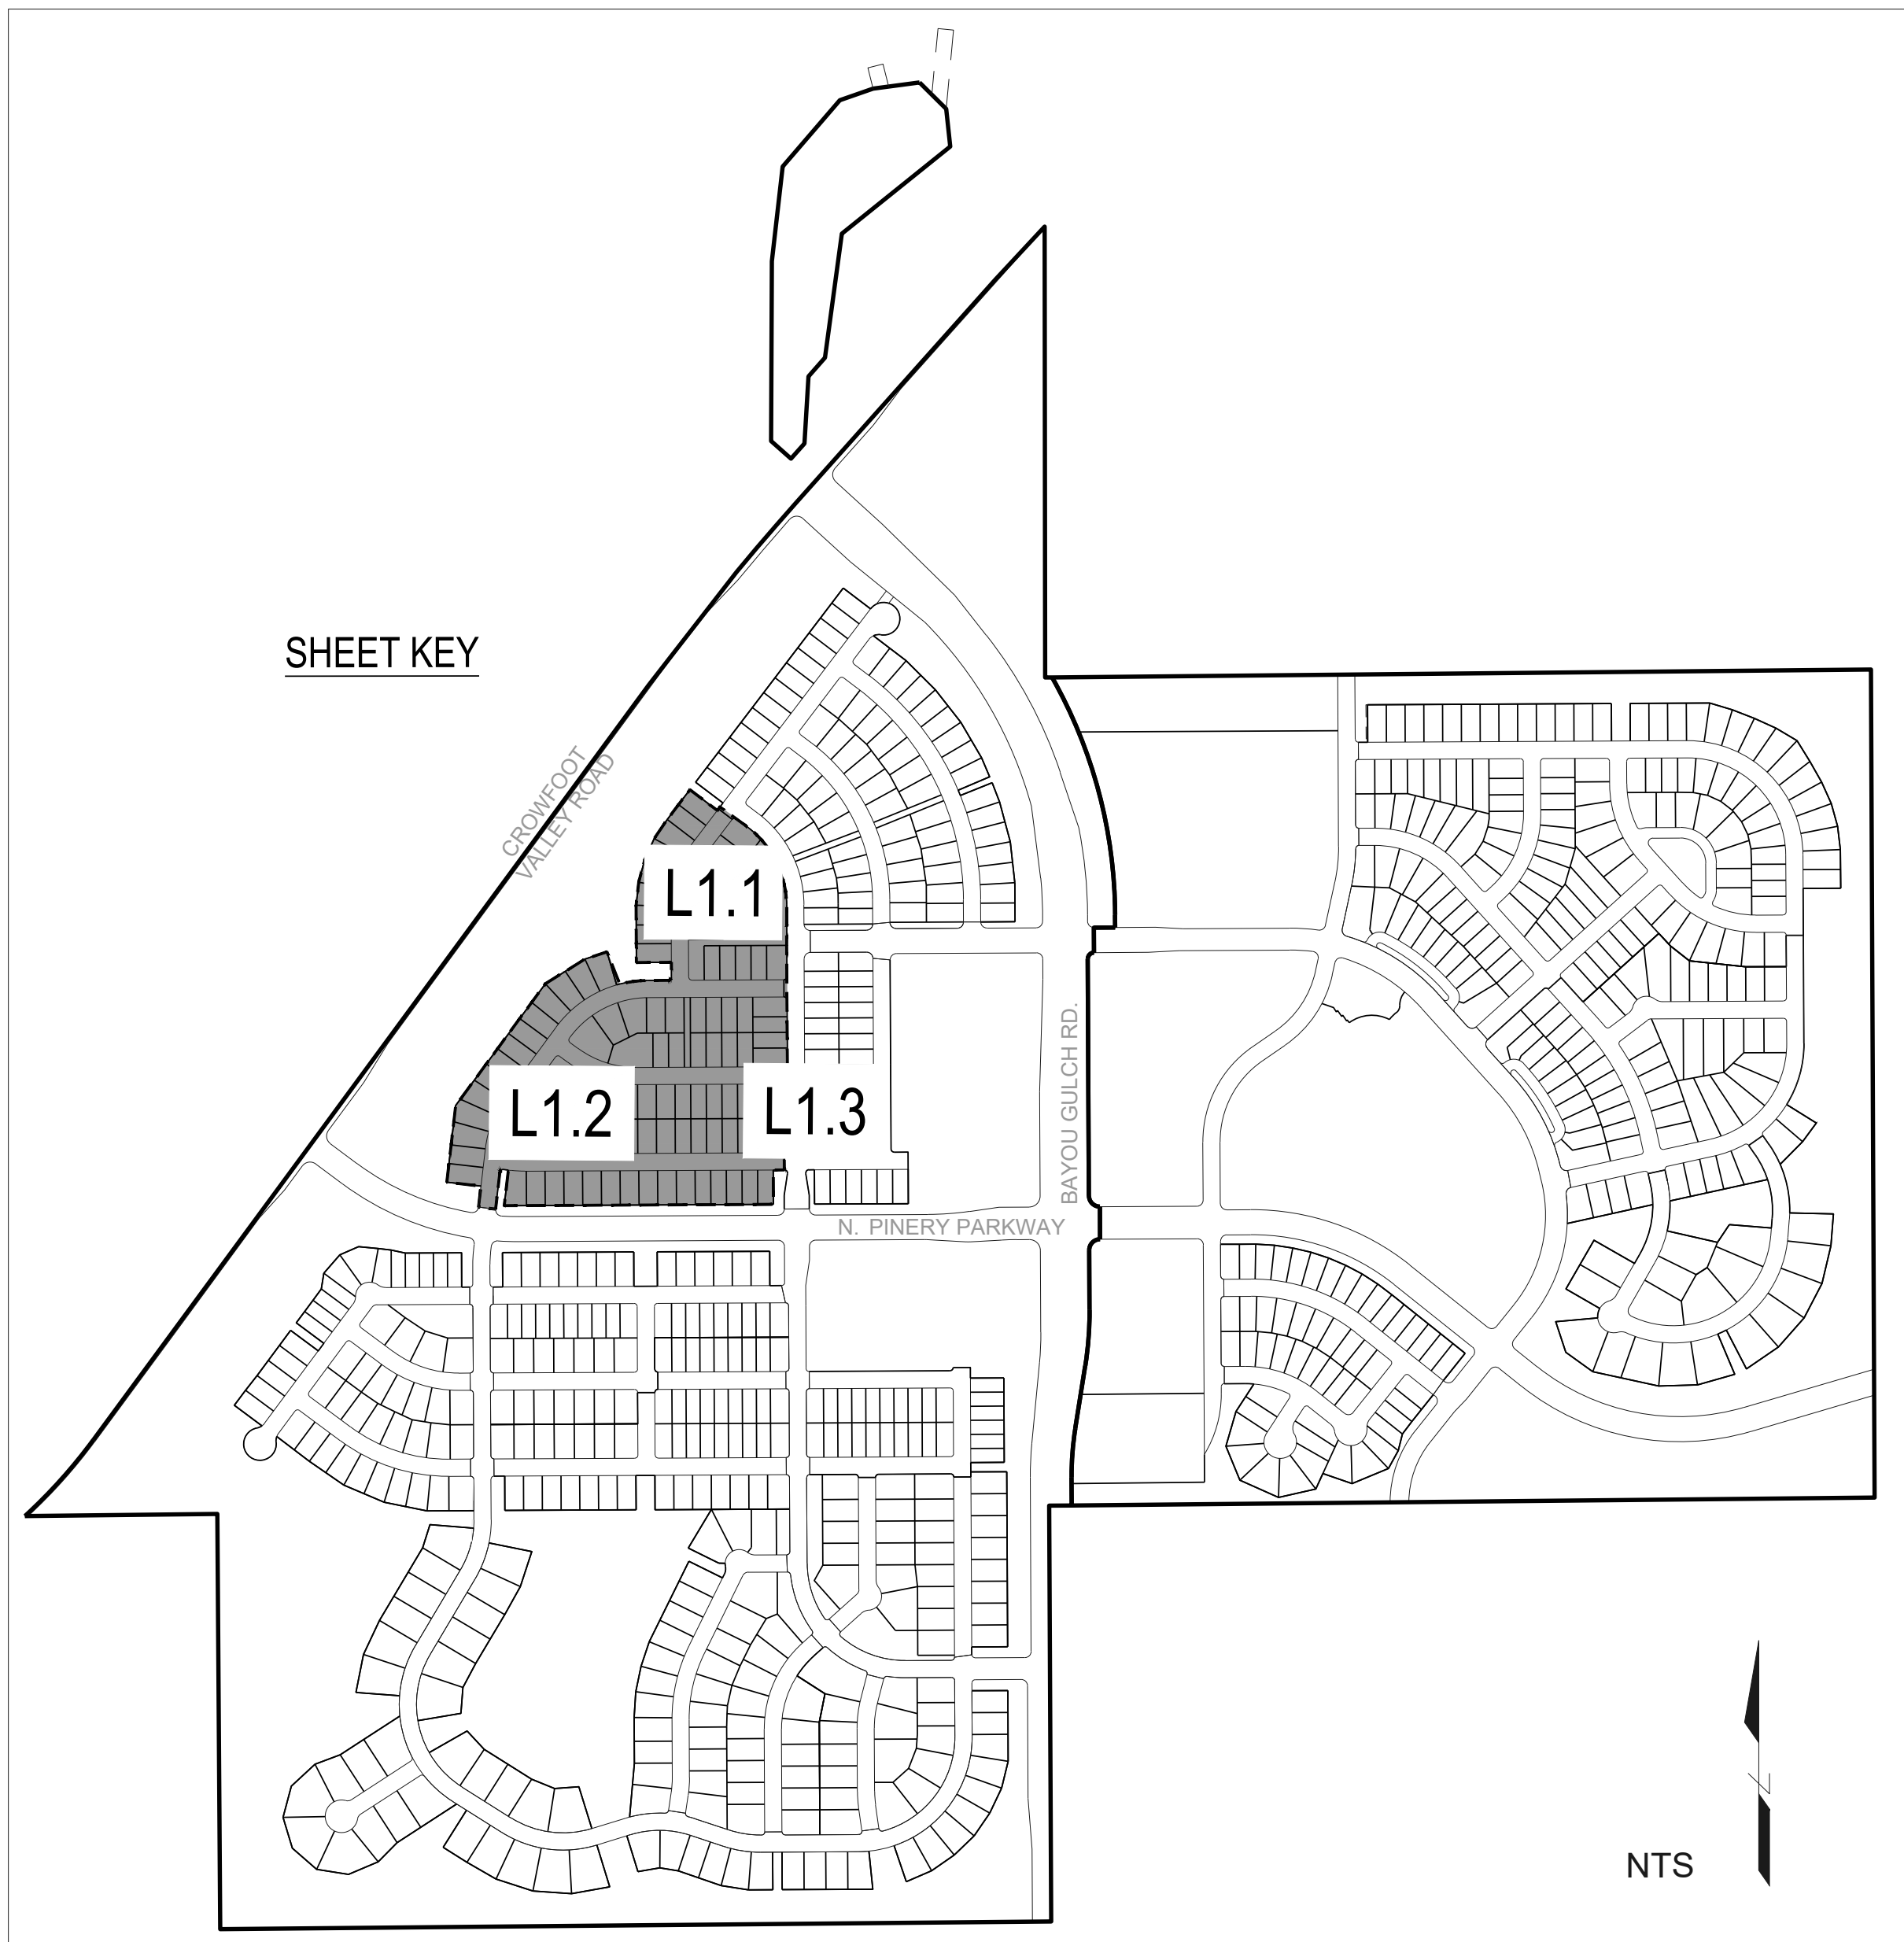 SHEET KEY
CROWFOOT
VALLEY ROAD
L1.1
L1.2
L1.3
BAYOU GULCH RD.
N. PINERY PARKWAY
N
NTS